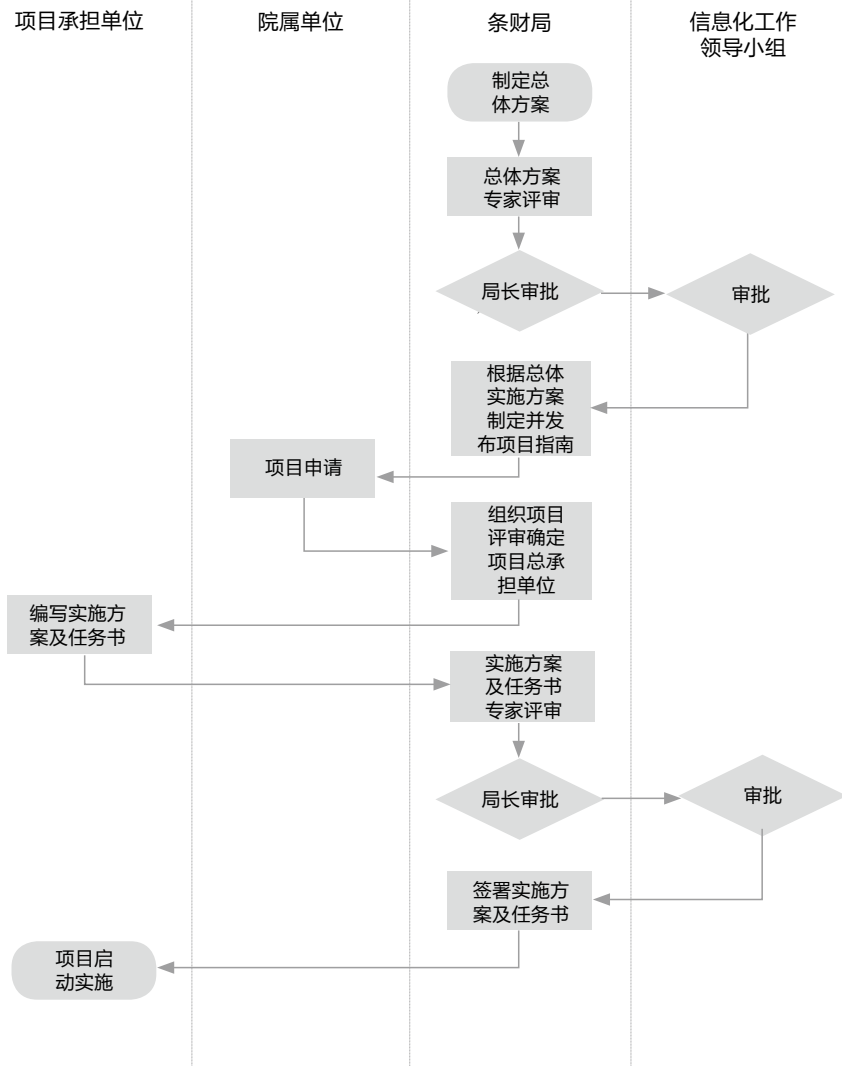 项目承担单位
院属单位
条财局
信息化工作
领导小组
制定总
体方案
总体方案
专家评审
局长审批
审批
根据总体
实施方案
制定并发
布项目指南
项目申请
组织项目
评审确定
项目总承
担单位
编写实施方
案及任务书
实施方案
及任务书
专家评审
局长审批
审批
签署实施方
案及任务书
项目启
动实施